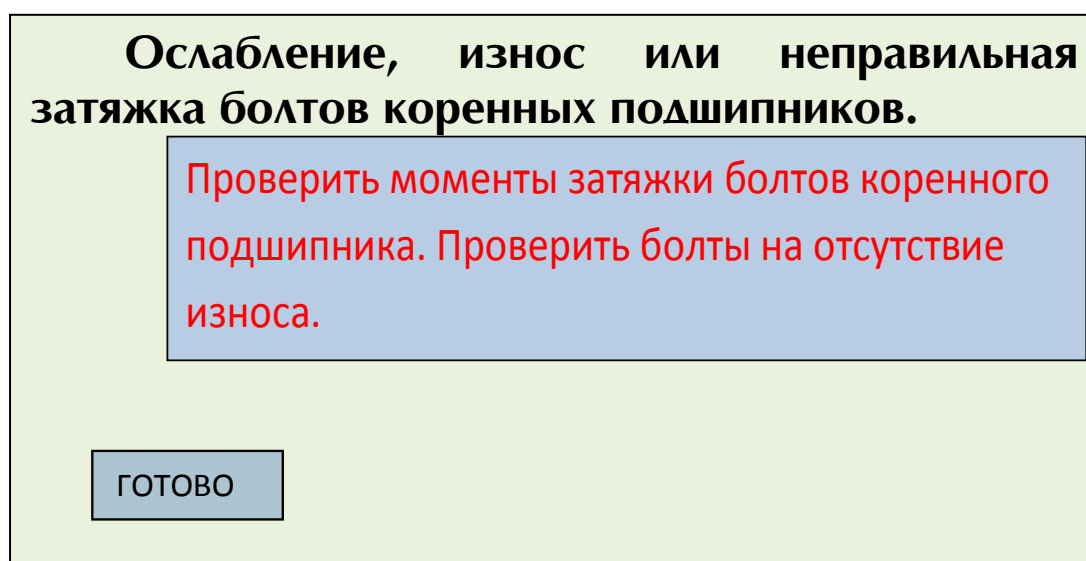 Ослабление, износ или неправильная
затяжка болтов коренных подшипников.
Проверить моменты затяжки болтов коренного
подшипника. Проверить болты на отсутствие
износа.
ГОТОВО